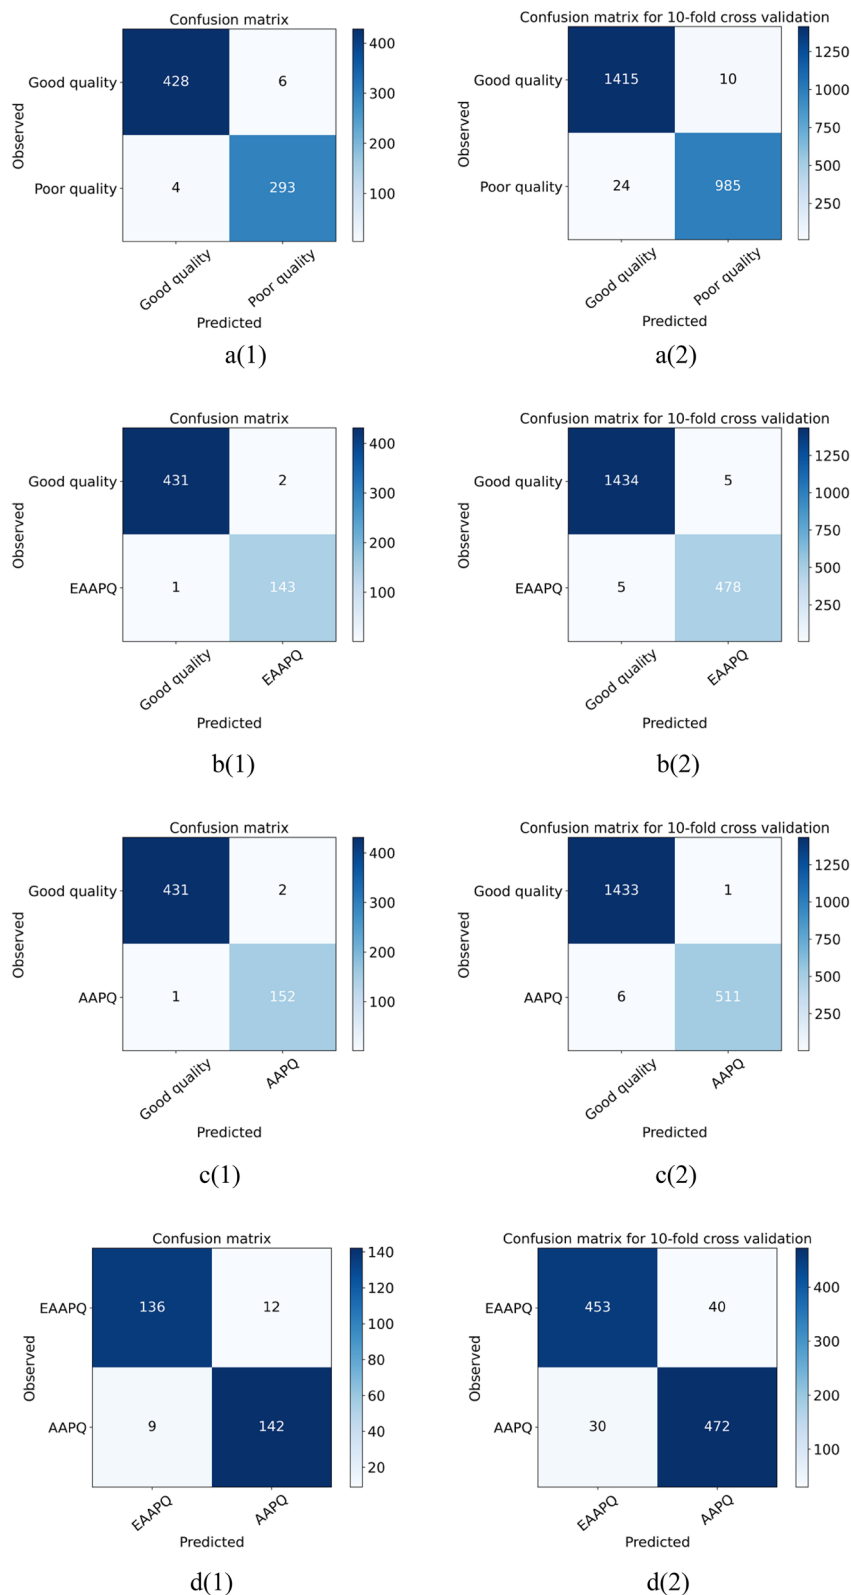 Confusion matrix
Good quality 428 6 400
300
Observed
200
Poor quality 4 293 100
Good quality Poor quality
Predicted
a(1)
Confusion matrix for 10-fold cross validation
Good quality 1415 10 1250
1000
Observed
750
500
Poor quality 24 985 250
Good quality Poor quality
Predicted
a(2)
Confusion matrix
Good quality 431 2 400
300
Observed
200
EAAPQ 1 143 100
Good quality EAAPQ
Predicted
b(1)
Confusion matrix for 10-fold cross validation
Good quality 1434 5 1250
1000
Observed
750
500
EAAPQ 5 478 250
Good quality EAAPQ
Predicted
b(2)
Confusion matrix
Good quality 431 2 400
300
Observed
200
AAPQ 1 152 100
Good quality AAPQ
Predicted
c(1)
Confusion matrix for 10-fold cross validation
Good quality 1433 1 1250
1000
Observed
750
500
AAPQ 6 511 250
Good quality AAPQ
Predicted
c(2)
Confusion matrix
140
EAAPQ 136 12 120
100
Observed
80
60
AAPQ 9 142 40
20
EAAPQ AAPQ
Predicted
d(1)
Confusion matrix for 10-fold cross validation
EAAPQ 453 40 400
300
Observed
200
AAPQ 30 472 100
EAAPQ AAPQ
Predicted
d(2)